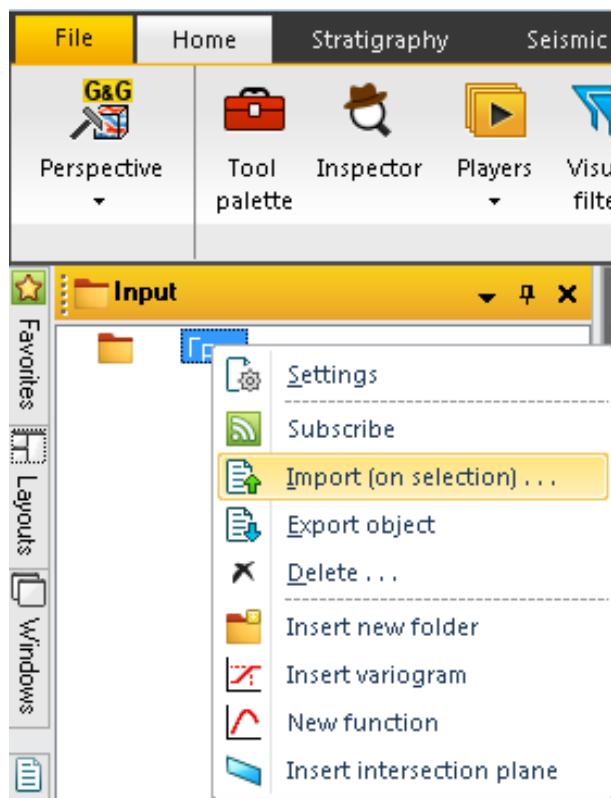 File Home Stratigraphy Seismic
G&G
Perspective Tool palette Inspector Players
Input
Favorites
Layouts
Windows
Settings
Subscribe
Import (on selection) . . .
Export object
Delete . . .
Insert new folder
Insert variogram
New function
Insert intersection plane